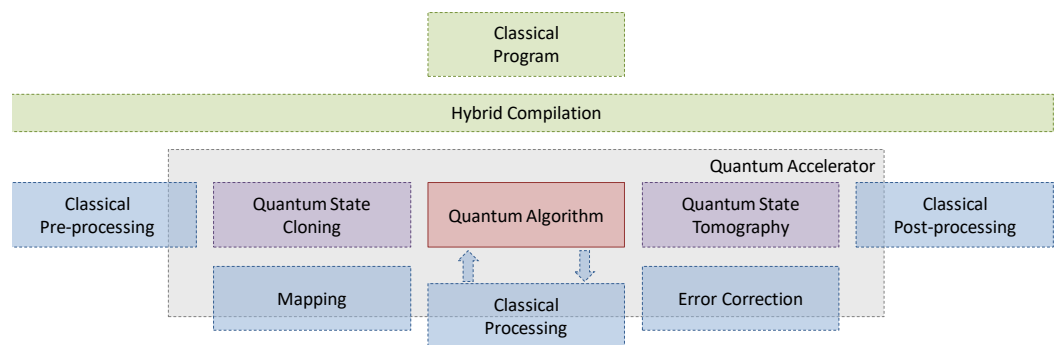 Classical
Program
Hybrid Compilation
Quantum Accelerator
Classical
Pre-processing
Quantum State
Cloning
Quantum Algorithm
Quantum State
Tomography
Classical
Post-processing
Mapping
Classical
Processing
Error Correction